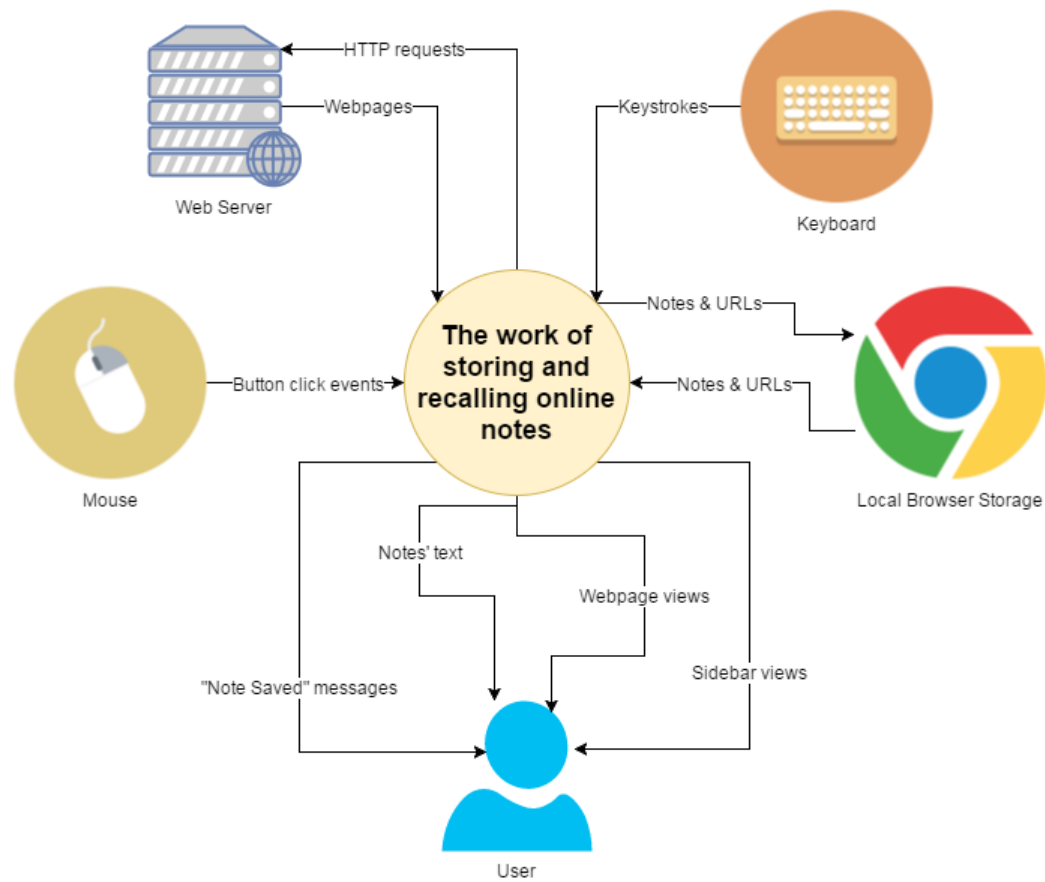 HTTP requests
Webpages
Keystrokes
Web Server
Keyboard
The work of
storing and
recalling online
notes
Notes & URLs
Button click events
Notes & URLs
Mouse
Local Browser Storage
Notes' text
Webpage views
Sidebar views
"Note Saved" messages
User